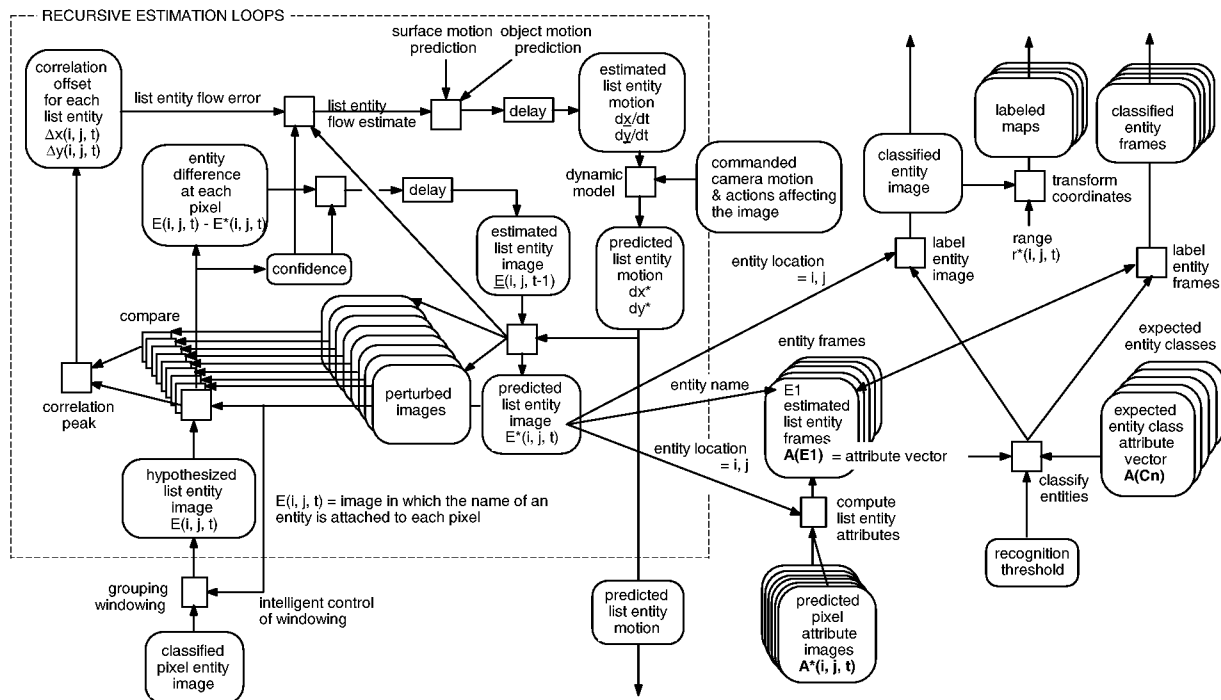 RECURSIVE ESTIMATION LOOPS
surface motion
prediction
object motion
prediction
correlation
offset
for each
list entity
Δx(i, j, t)
Δy(i, j, t)
list entity flow error
list entity
flow estimate
delay
estimated
list entity
motion
dx/dt
dy/dt
entity
difference
at each
pixel
E(i, j, t) - E*(i, j, t)
delay
dynamic
model
commanded
camera motion
& actions affecting
the image
confidence
estimated
list entity
image
E(i, j, t-1)
predicted
list entity
motion
dx*
dy*
compare
correlation
peak
perturbed
images
predicted
list entity
image
E*(i, j, t)
hypothesized
list entity
image
E(i, j, t)
E(i, j, t) = image in which the name of an
entity is attached to each pixel
grouping
windowing
intelligent control
of windowing
classified
pixel entity
image
predicted
list entity
motion
classified
entity
image
labeled
maps
classified
entity
frames
transform
coordinates
range
r*(i, j, t)
label
entity
image
label
entity
frames
entity location
= i, j
entity frames
expected
entity classes
entity name
E1
estimated
list entity
frames
A(E1) = attribute vector
expected
entity class
attribute
vector
A(Cn)
entity location
= i, j
classify
entities
compute
list entity
attributes
recognition
threshold
predicted
pixel
attribute
images
A*(i, j, t)